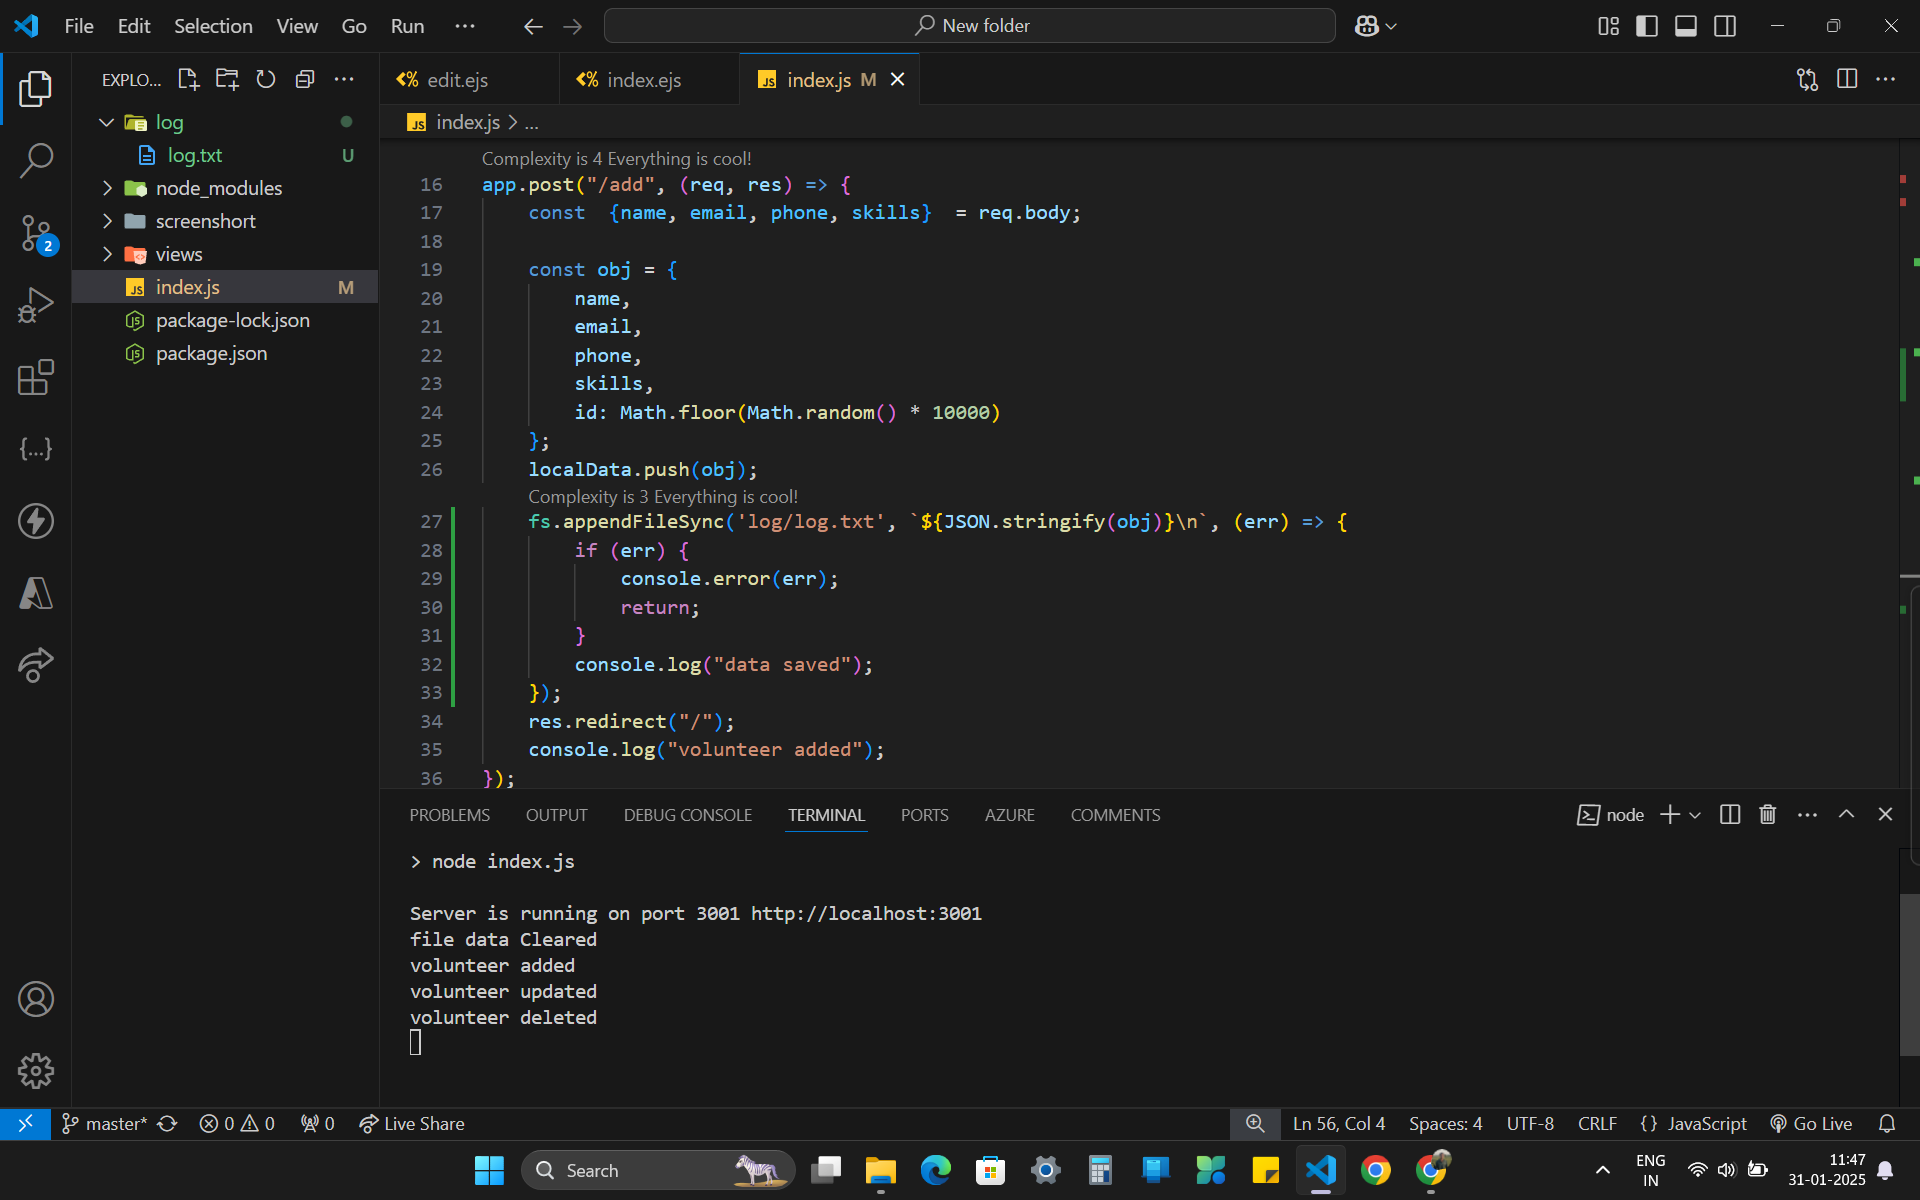 File Edit Selection View Go Run ···
New folder
EXPLO...
edit.ejs
index.ejs
index.js M
log
log.txt U
node_modules
screenshort
views
index.js M
package-lock.json
package.json
2
index.js > ...
Complexity is 4 Everything is cool!
16 app.post("/add", (req, res) => {
17 const  {name, email, phone, skills}  = req.body;
18
19 const obj = {
20 name,
21 email,
22 phone,
23 skills,
24 id: Math.floor(Math.random() * 10000)
25 };
26 localData.push(obj);
Complexity is 3 Everything is cool!
27 fs.appendFileSync('log/log.txt', `${JSON.stringify(obj)}\n`, (err) => {
28 if (err) {
29 console.error(err);
30 return;
31 }
32 console.log("data saved");
33 });
34 res.redirect("/");
35 console.log("volunteer added");
36 });
PROBLEMS OUTPUT DEBUG CONSOLE TERMINAL PORTS AZURE COMMENTS
node
> node index.js
Server is running on port 3001 http://localhost:3001
file data Cleared
volunteer added
volunteer updated
volunteer deleted
master* 0 0 0 Live Share
Ln 56, Col 4 Spaces: 4 UTF-8 CRLF {} JavaScript Go Live
Search
ENG
IN
11:47
31-01-2025